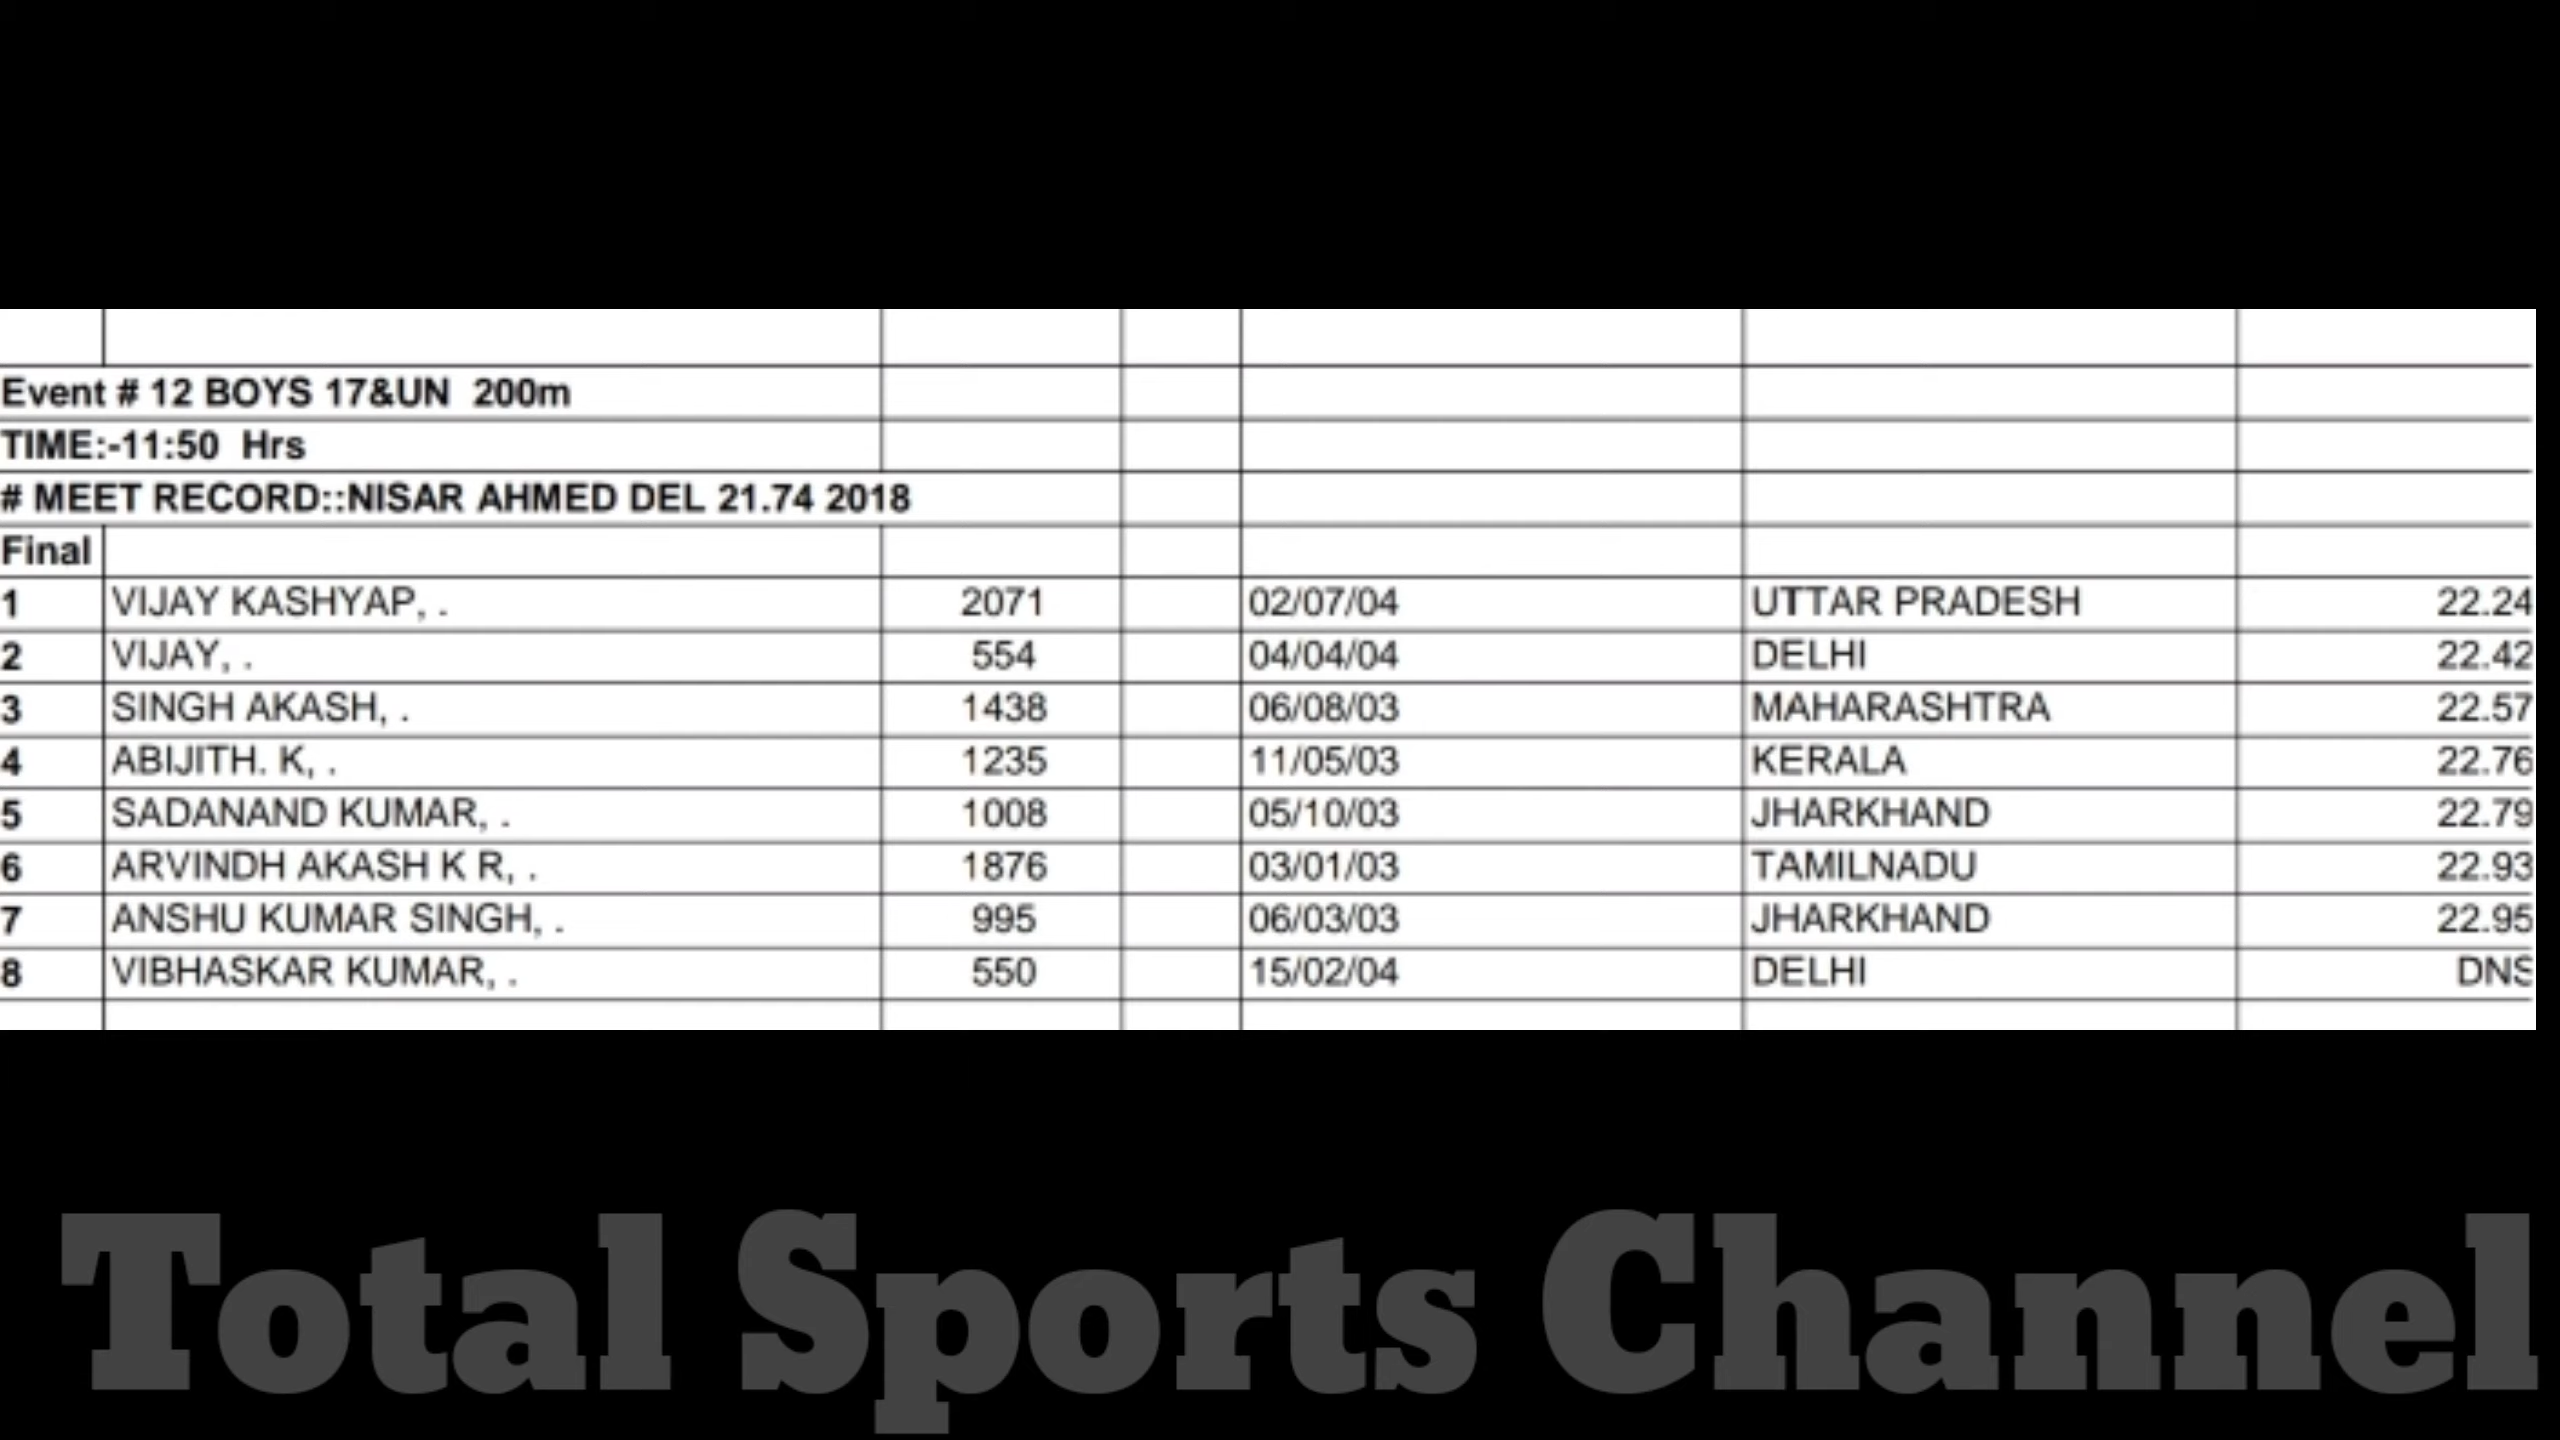 Event # 12 BOYS 17&UN 200m
TIME:-11:50 Hrs
# MEET RECORD::NISAR AHMED DEL 21.74 2018
Final
1 VIJAY KASHYAP, . 2071 02/07/04 UTTAR PRADESH 22.24
2 VIJAY, . 554 04/04/04 DELHI 22.42
3 SINGH AKASH, . 1438 06/08/03 MAHARASHTRA 22.57
4 ABIJITH. K, . 1235 11/05/03 KERALA 22.76
5 SADANAND KUMAR, . 1008 05/10/03 JHARKHAND 22.79
6 ARVINDH AKASH K R, . 1876 03/01/03 TAMILNADU 22.93
7 ANSHU KUMAR SINGH, . 995 06/03/03 JHARKHAND 22.95
8 VIBHASKAR KUMAR, . 550 15/02/04 DELHI DNS
Total Sports Channel